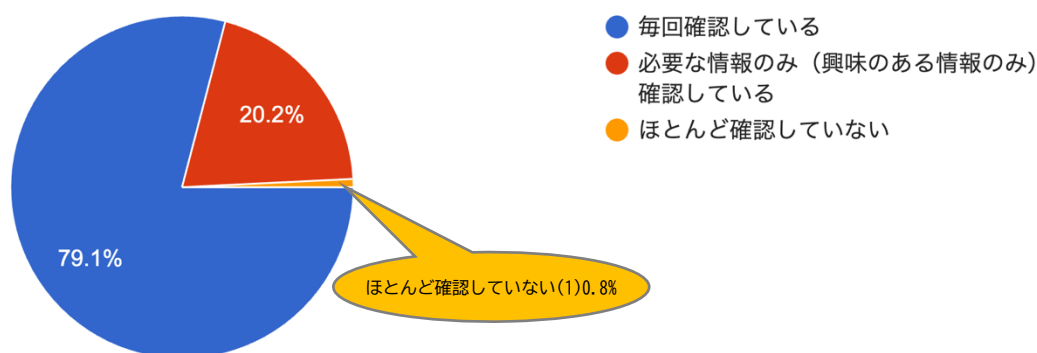 毎回確認している
必要な情報のみ（興味のある情報のみ）
確認している
ほとんど確認していない
20.2%
79.1%
ほとんど確認していない(1)0.8%